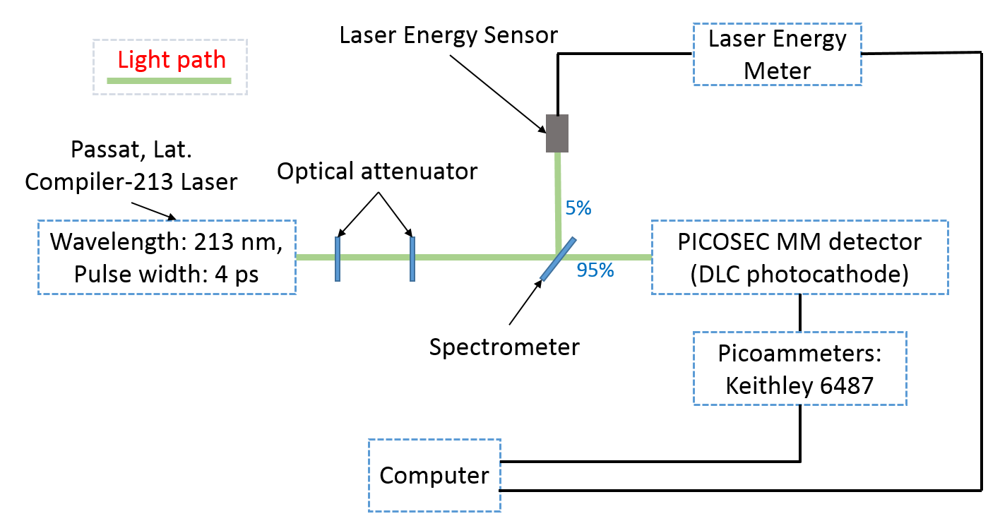 Light path
Laser Energy Sensor
Laser Energy
Meter
Passat, Lat.
Compiler-213 Laser
Optical attenuator
5%
Wavelength: 213 nm,
Pulse width: 4 ps
95%
PICOSEC MM detector
(DLC photocathode)
Spectrometer
Picoammeters:
Keithley 6487
Computer